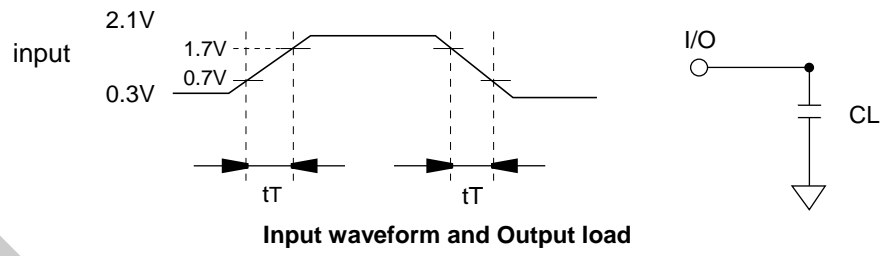 2.1V
input
1.7V
0.7V
0.3V
tT
tT
I/O
CL
Input waveform and Output load